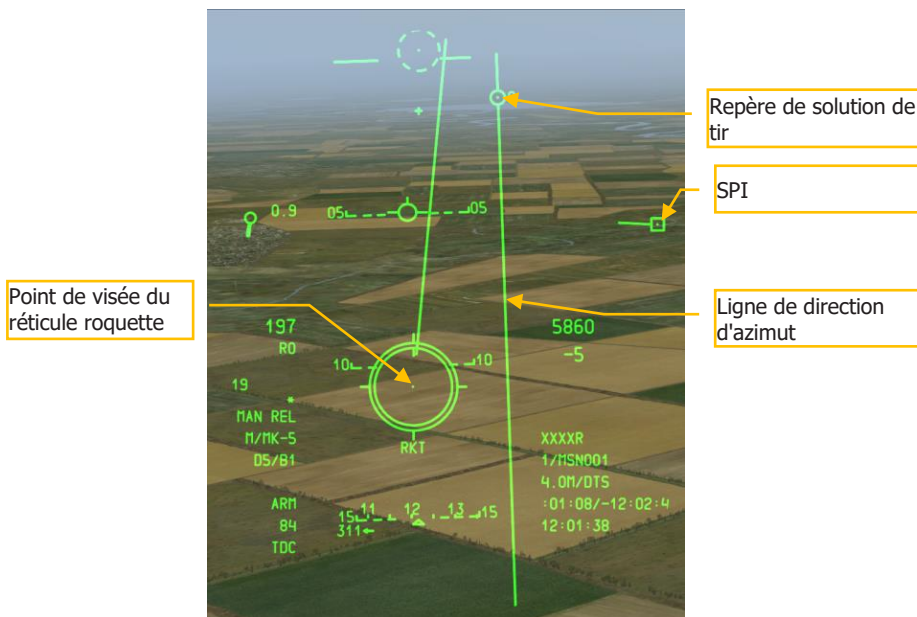 Repère de solution de
tir
SPI
0.9
05
05
Point de visée du
réticule roquette
Ligne de direction
d'azimut
197
5860
RO
-5
10
10
19
MAN REL
M/MK-5
D5/B1
RKT
XXXXR
1/MSN001
4.0M/DTS
:01:08/-12:02:4
12:01:38
ARM
84
TDC
11 12 13
15 15
311←